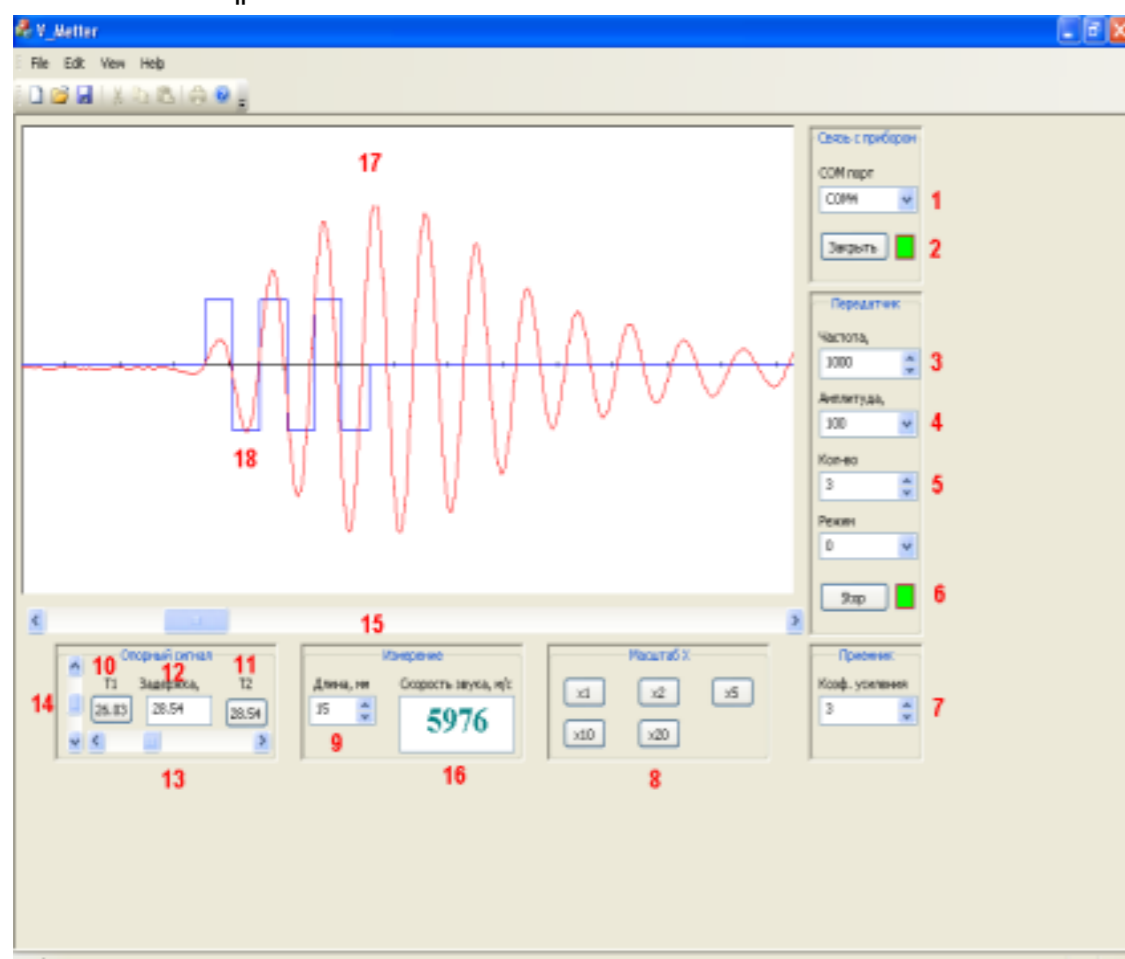 V_Metter
File Edit View Help
17
18
Связь с прибором
COM порт
COM4 1
Закрыть 2
Передатчик
Частота,
1000 3
Амплитуда,
100 4
Кол-во
3 5
Режим
0
Stop 6
15
Опорный сигнал
10 12 11
T1 Задержка, T2
14 26.83 28.54 28.54
13
Измерение
Длина, мм Скорость звука, м/с
15 5976
9
16
Масштаб X
x1 x2 x5
x10 x20
8
Приемник
Коэф. усиления
3 7